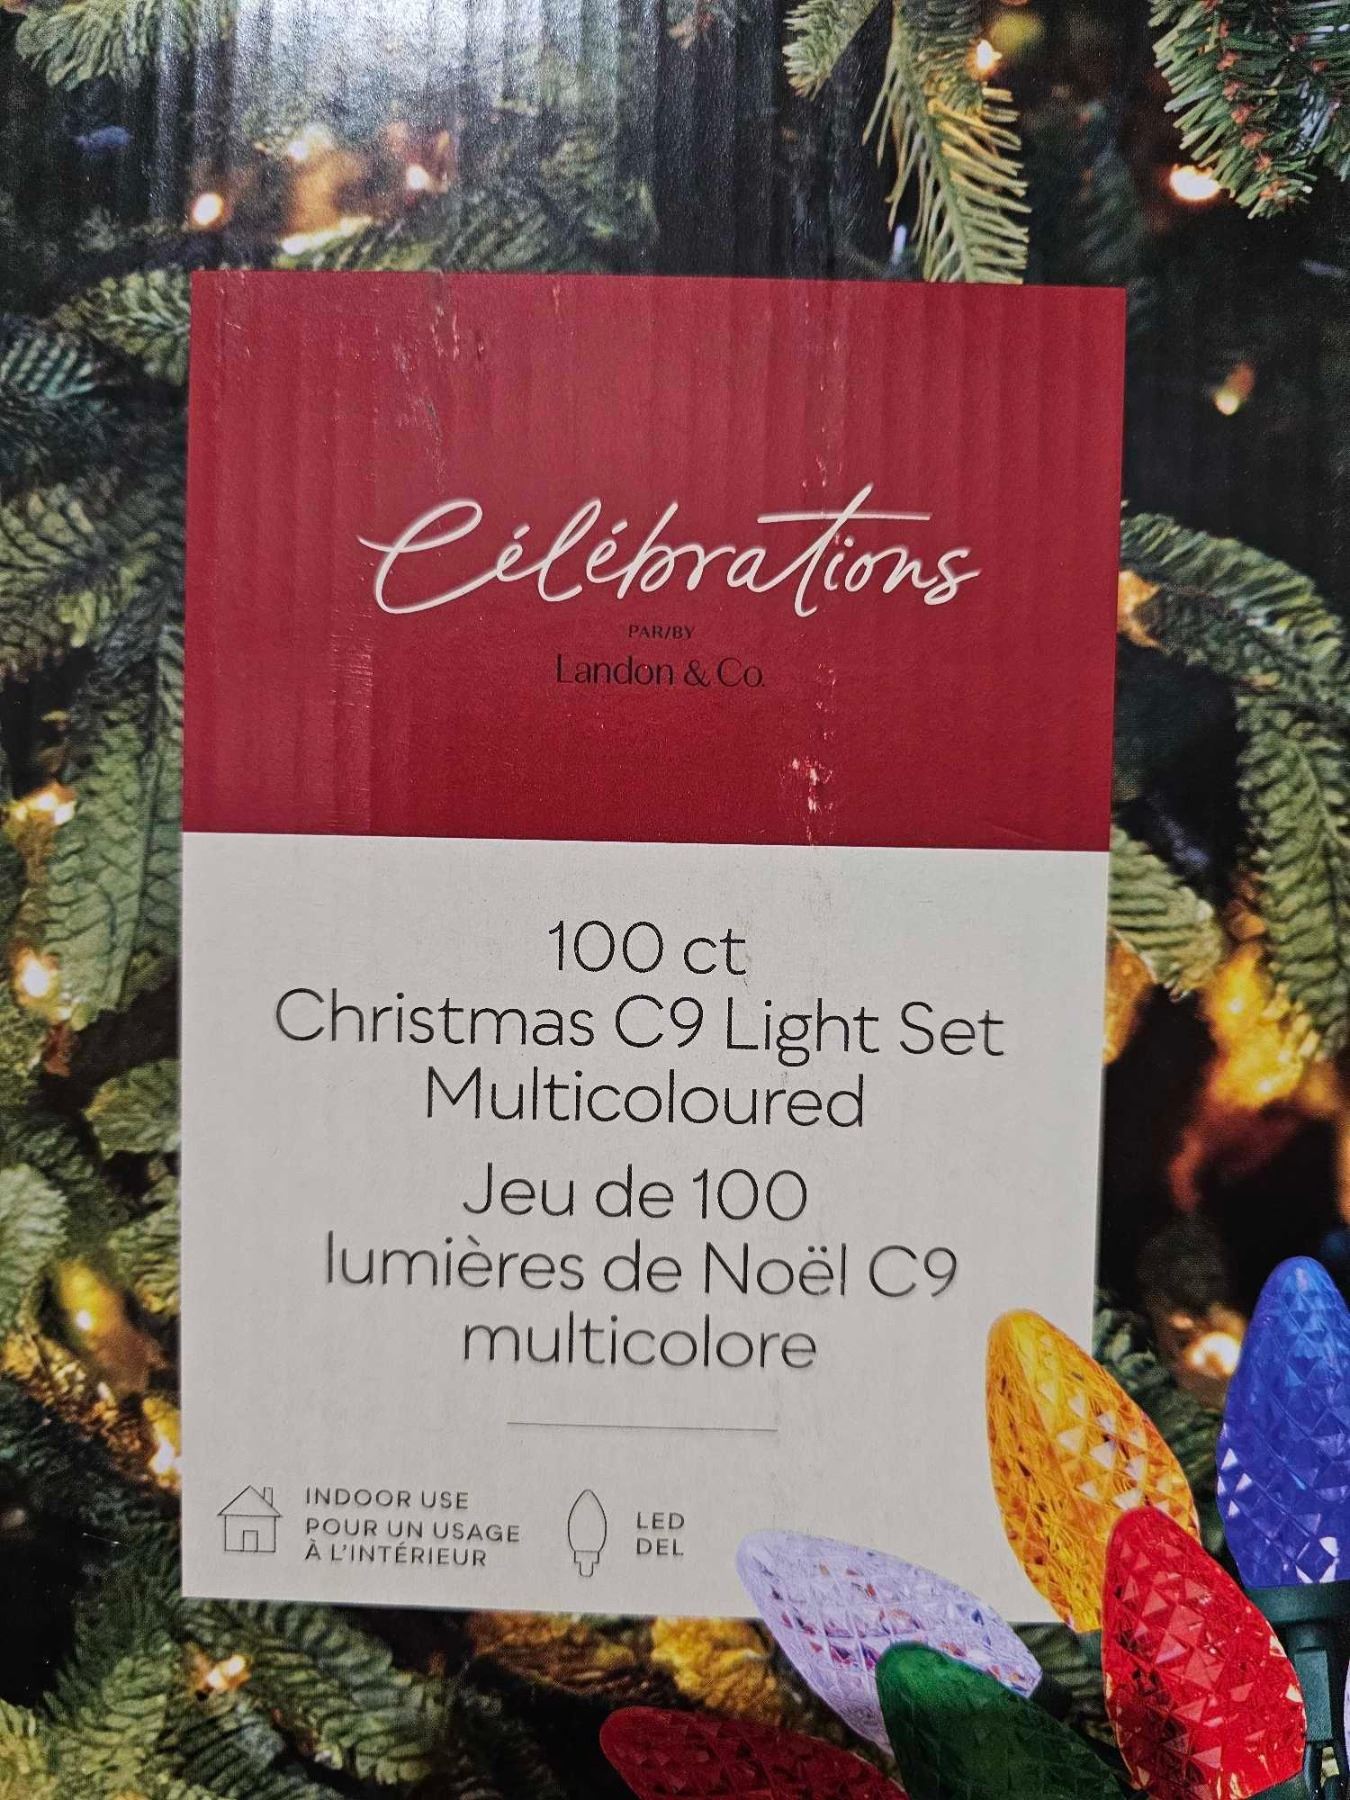 Célébrations
PAR/BY
Landon & Co.
100 ct
Christmas C9 Light Set
Multicoloured
Jeu de 100
lumières de Noël C9
multicolore
INDOOR USE
POUR UN USAGE
À L'INTÉRIEUR
LED
DEL